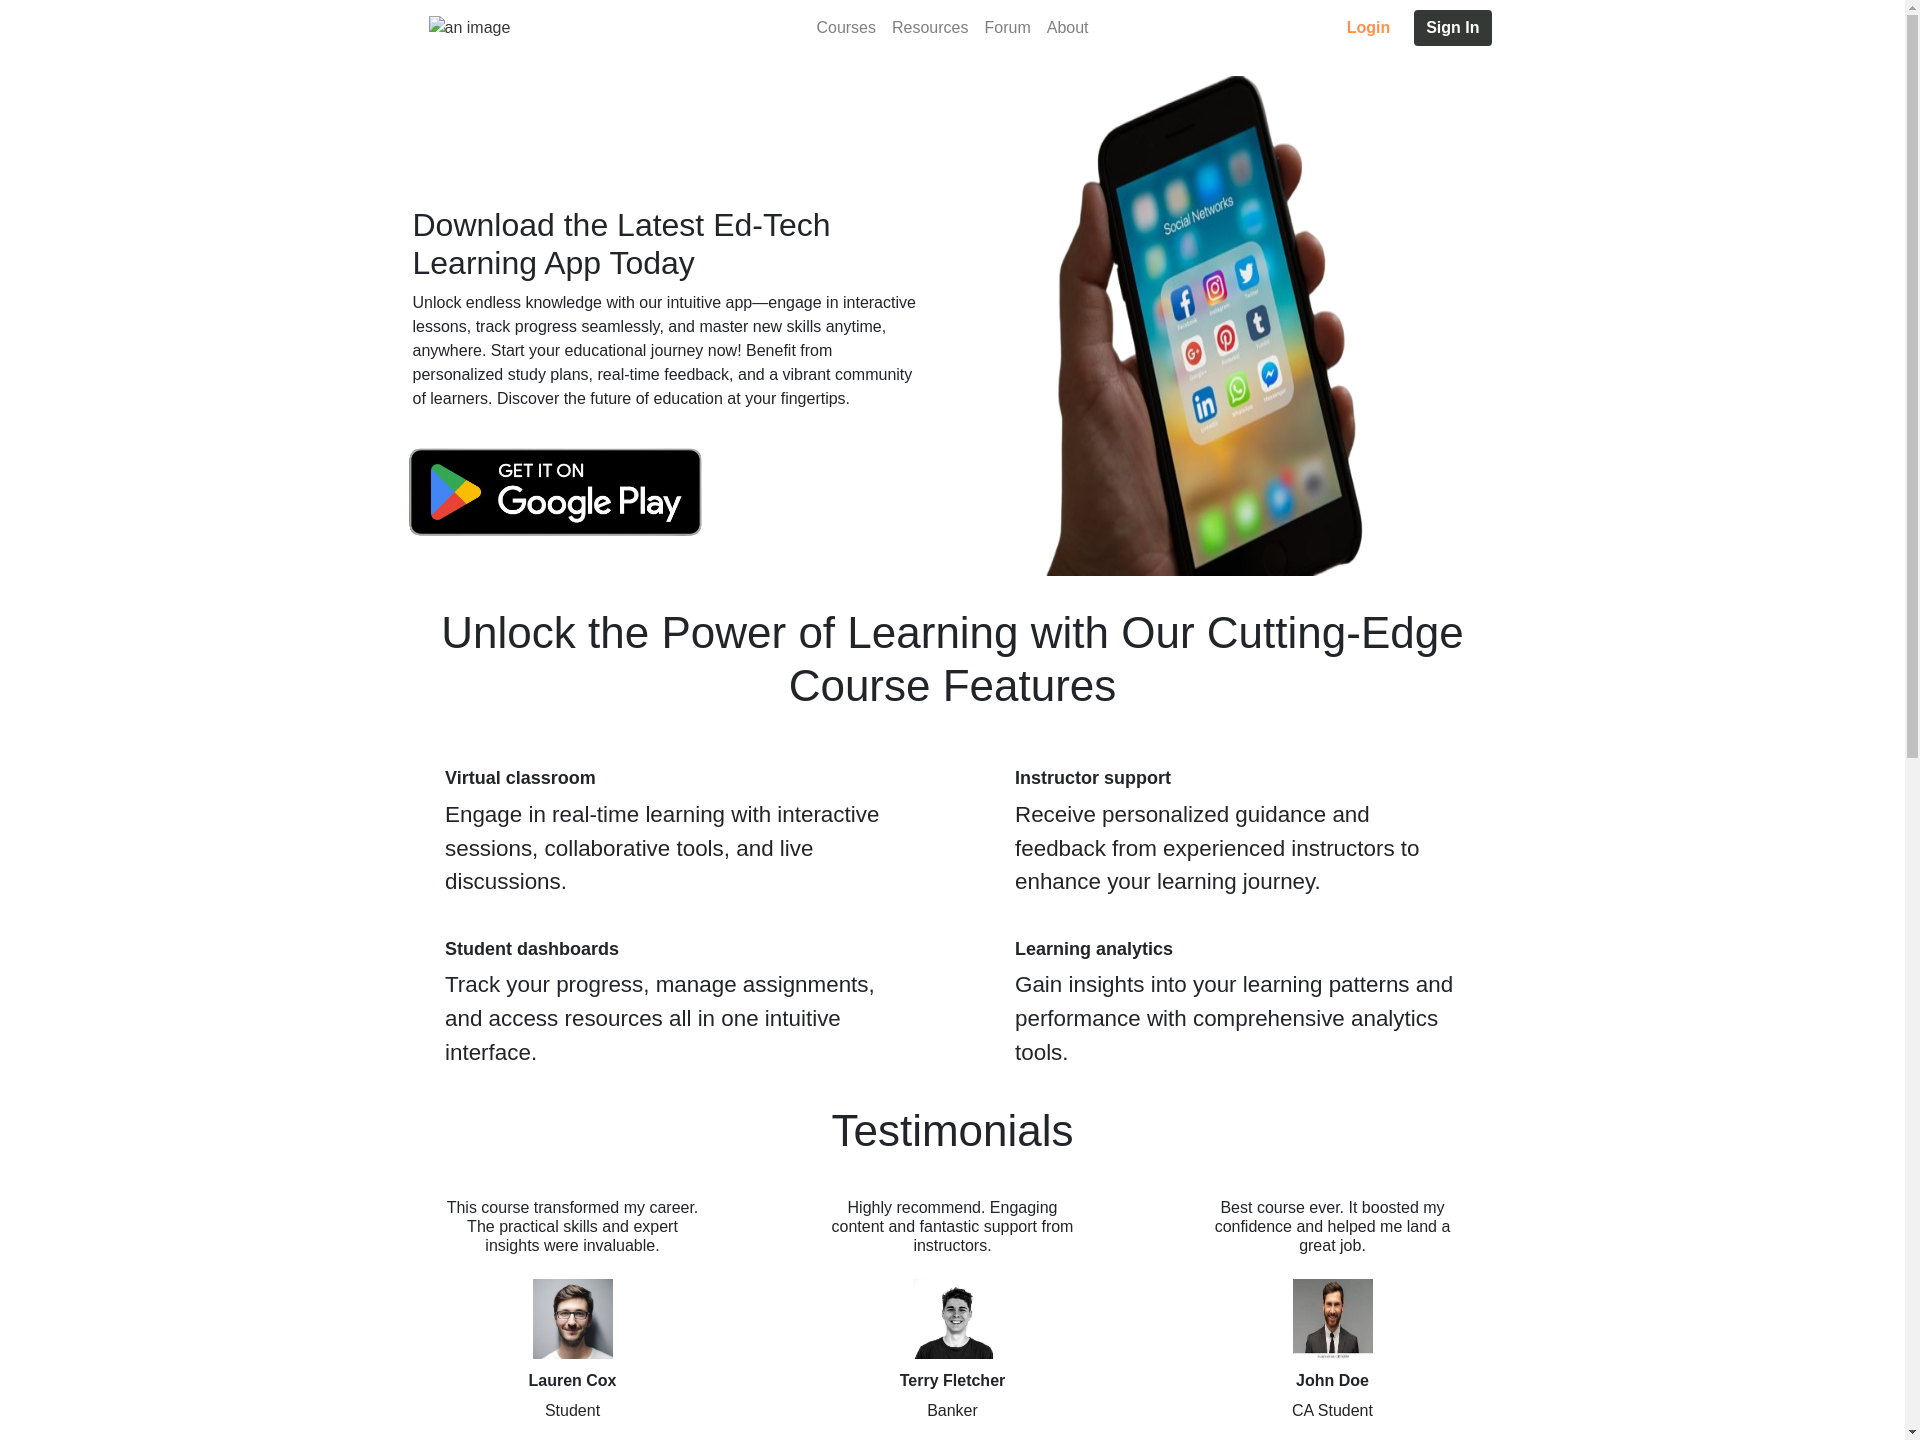 an image
Courses
Resources
Forum
About
Login
Sign In
Social Networks
Download the Latest Ed-Tech
Learning App Today
Unlock endless knowledge with our intuitive app—engage in interactive
lessons, track progress seamlessly, and master new skills anytime,
anywhere. Start your educational journey now! Benefit from
personalized study plans, real-time feedback, and a vibrant community
of learners. Discover the future of education at your fingertips.
GET IT ON
Google Play
Unlock the Power of Learning with Our Cutting-Edge
Course Features
Virtual classroom
Engage in real-time learning with interactive
sessions, collaborative tools, and live
discussions.
Instructor support
Receive personalized guidance and
feedback from experienced instructors to
enhance your learning journey.
Student dashboards
Track your progress, manage assignments,
and access resources all in one intuitive
interface.
Learning analytics
Gain insights into your learning patterns and
performance with comprehensive analytics
tools.
Testimonials
This course transformed my career.
The practical skills and expert
insights were invaluable.
Lauren Cox
Student
Highly recommend. Engaging
content and fantastic support from
instructors.
Terry Fletcher
Banker
Best course ever. It boosted my
confidence and helped me land a
great job.
John Doe
CA Student